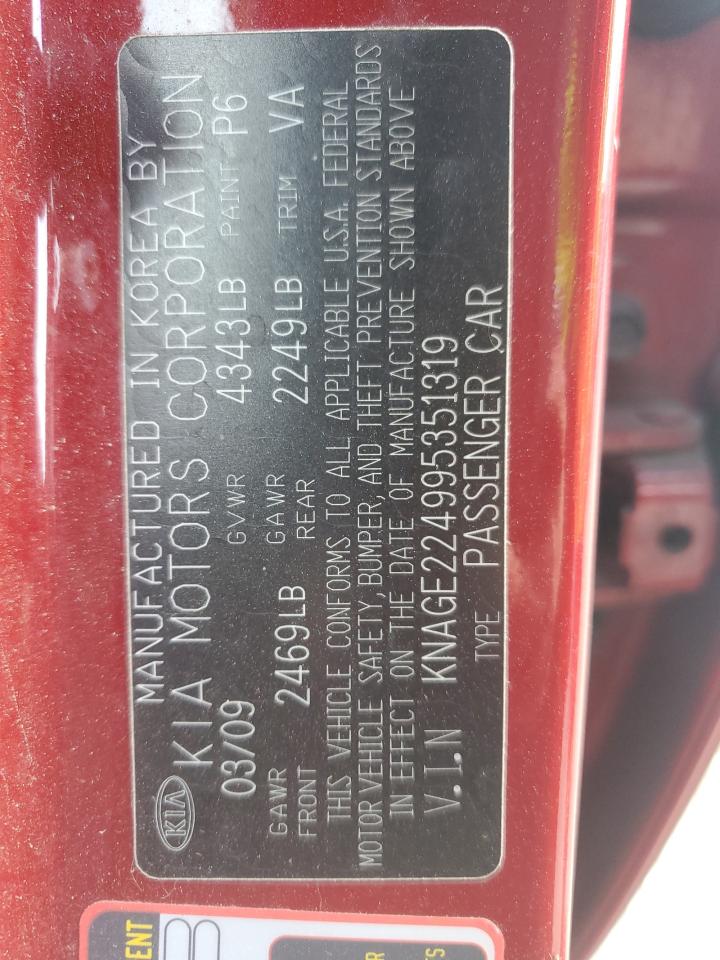 MANUFACTURED IN KOREA BY
KIA KIA MOTORS CORPORATION
03/09 GVWR 4343LB PAINT P6
GAWR FRONT 2469LB GAWR REAR 2249LB TRIM VA
THIS VEHICLE CONFORMS TO ALL APPLICABLE U.S.A. FEDERAL
MOTOR VEHICLE SAFETY, BUMPER, AND THEFT PREVENTION STANDARDS
IN EFFECT ON THE DATE OF MANUFACTURE SHOWN ABOVE
V.I.N KNAGE224995351319
TYPE PASSENGER CAR